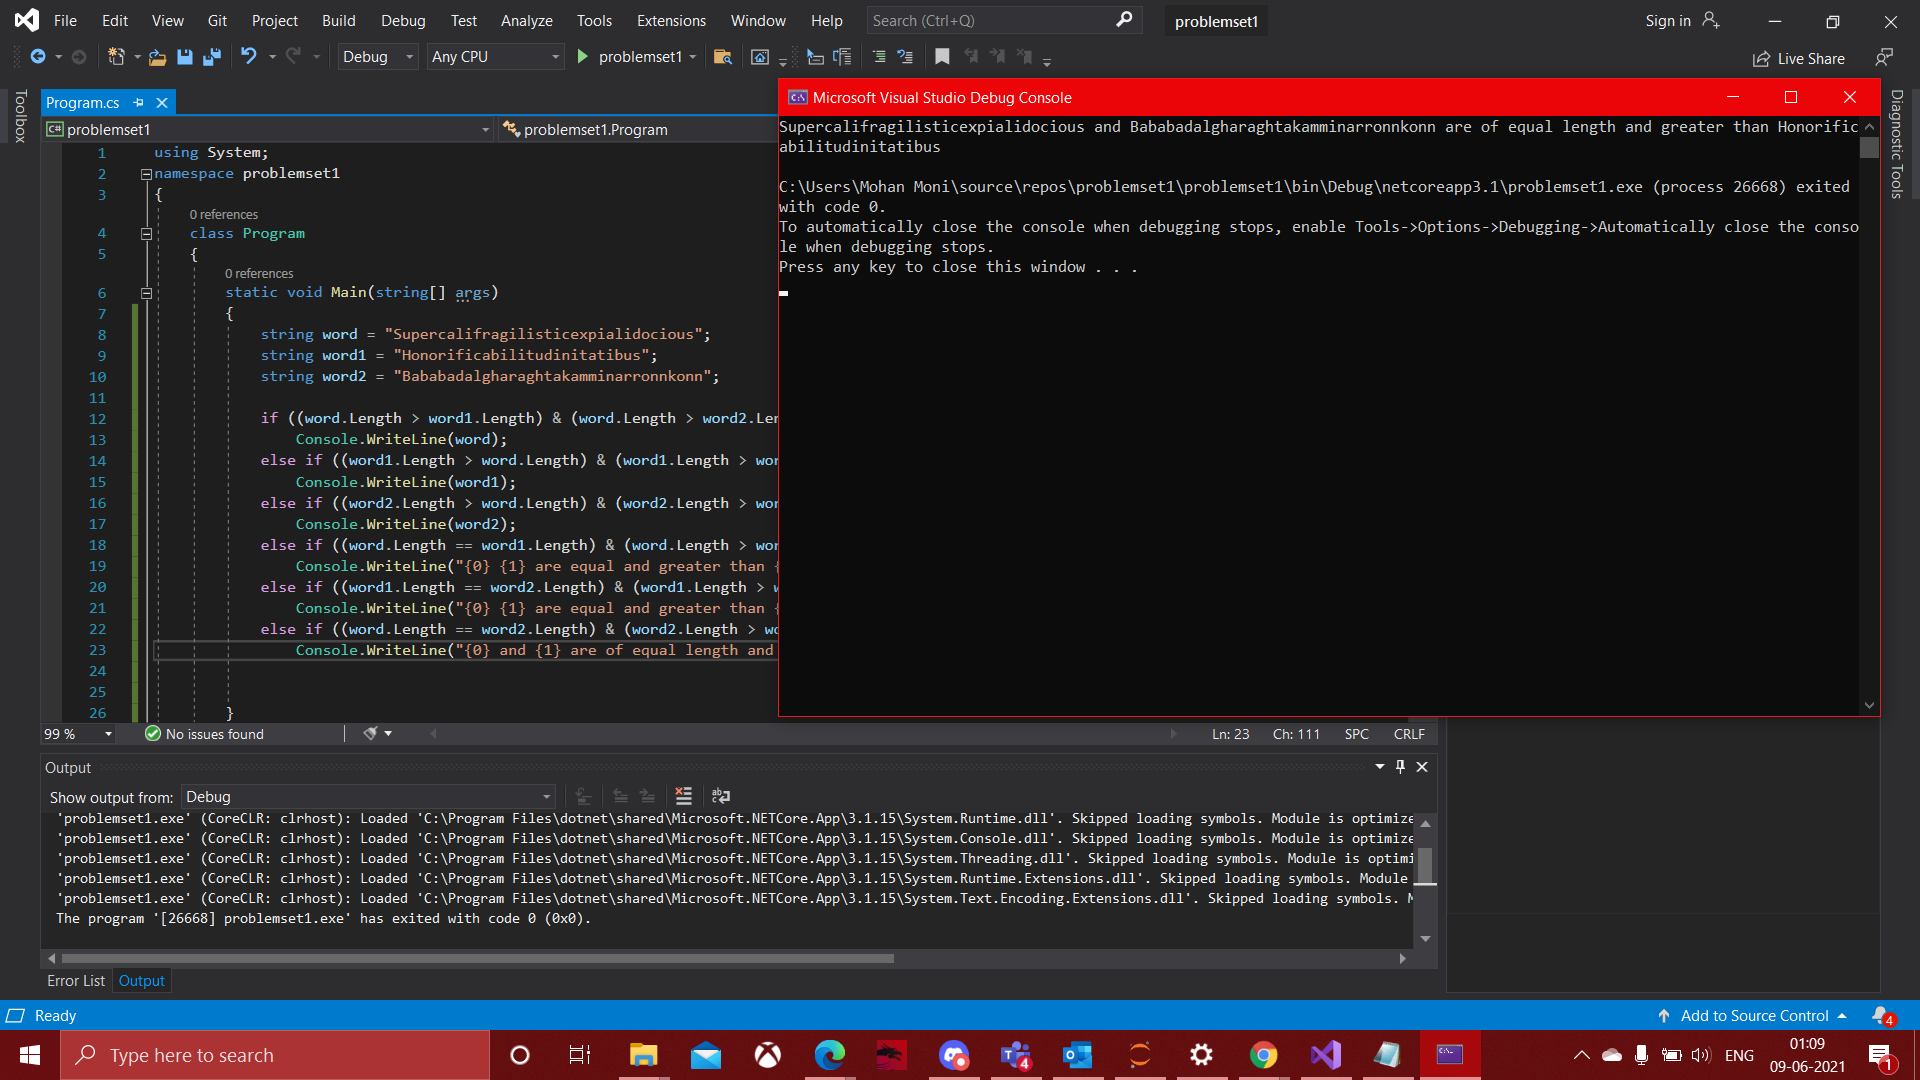 File Edit View Git Project Build Debug Test Analyze Tools Extensions Window Help Search (Ctrl+Q) problemset1 Sign in
Debug Any CPU problemset1 Live Share
Toolbox
Program.cs
problemset1 problemset1.Program
1 using System;
2 namespace problemset1
3 {
0 references
4 class Program
5 {
0 references
6 static void Main(string[] args)
7 {
8 string word = "Supercalifragilisticexpialidocious";
9 string word1 = "Honorificabilitudinitatibus";
10 string word2 = "Bababadalgharaghtakamminarronnkonn";
11
12 if ((word.Length > word1.Length) & (word.Length > word2.Len
13 Console.WriteLine(word);
14 else if ((word1.Length > word.Length) & (word1.Length > wor
15 Console.WriteLine(word1);
16 else if ((word2.Length > word.Length) & (word2.Length > wor
17 Console.WriteLine(word2);
18 else if ((word.Length == word1.Length) & (word.Length > wor
19 Console.WriteLine("{0} {1} are equal and greater than {
20 else if ((word1.Length == word2.Length) & (word1.Length > w
21 Console.WriteLine("{0} {1} are equal and greater than {
22 else if ((word.Length == word2.Length) & (word2.Length > wo
23 Console.WriteLine("{0} and {1} are of equal length and
24
25
26 }
Microsoft Visual Studio Debug Console
Supercalifragilisticexpialidocious and Bababadalgharaghtakamminarronnkonn are of equal length and greater than Honorific
abilitudinitatibus
C:\Users\Mohan Moni\source\repos\problemset1\problemset1\bin\Debug\netcoreapp3.1\problemset1.exe (process 26668) exited
with code 0.
To automatically close the console when debugging stops, enable Tools->Options->Debugging->Automatically close the conso
le when debugging stops.
Press any key to close this window . . .
Diagnostic Tools
99 % No issues found Ln: 23 Ch: 111 SPC CRLF
Output
Show output from: Debug
'problemset1.exe' (CoreCLR: clrhost): Loaded 'C:\Program Files\dotnet\shared\Microsoft.NETCore.App\3.1.15\System.Runtime.dll'. Skipped loading symbols. Module is optimize
'problemset1.exe' (CoreCLR: clrhost): Loaded 'C:\Program Files\dotnet\shared\Microsoft.NETCore.App\3.1.15\System.Console.dll'. Skipped loading symbols. Module is optimize
'problemset1.exe' (CoreCLR: clrhost): Loaded 'C:\Program Files\dotnet\shared\Microsoft.NETCore.App\3.1.15\System.Threading.dll'. Skipped loading symbols. Module is optimi
'problemset1.exe' (CoreCLR: clrhost): Loaded 'C:\Program Files\dotnet\shared\Microsoft.NETCore.App\3.1.15\System.Runtime.Extensions.dll'. Skipped loading symbols. Module
'problemset1.exe' (CoreCLR: clrhost): Loaded 'C:\Program Files\dotnet\shared\Microsoft.NETCore.App\3.1.15\System.Text.Encoding.Extensions.dll'. Skipped loading symbols. M
The program '[26668] problemset1.exe' has exited with code 0 (0x0).
Error List Output
Ready Add to Source Control 4
Type here to search 4 ENG 01:09
09-06-2021 1